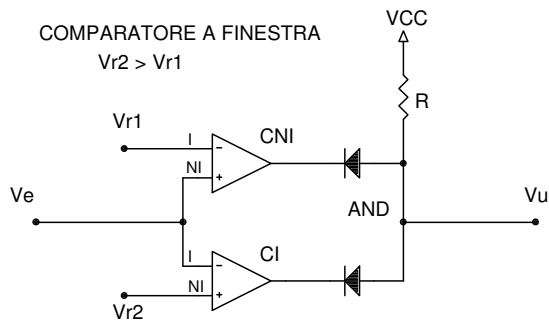 COMPARATORE A FINESTRA
Vr2 > Vr1
VCC
R
Vr1
I
-
CNI
NI
+
Ve
AND
Vu
I
-
CI
NI
+
Vr2